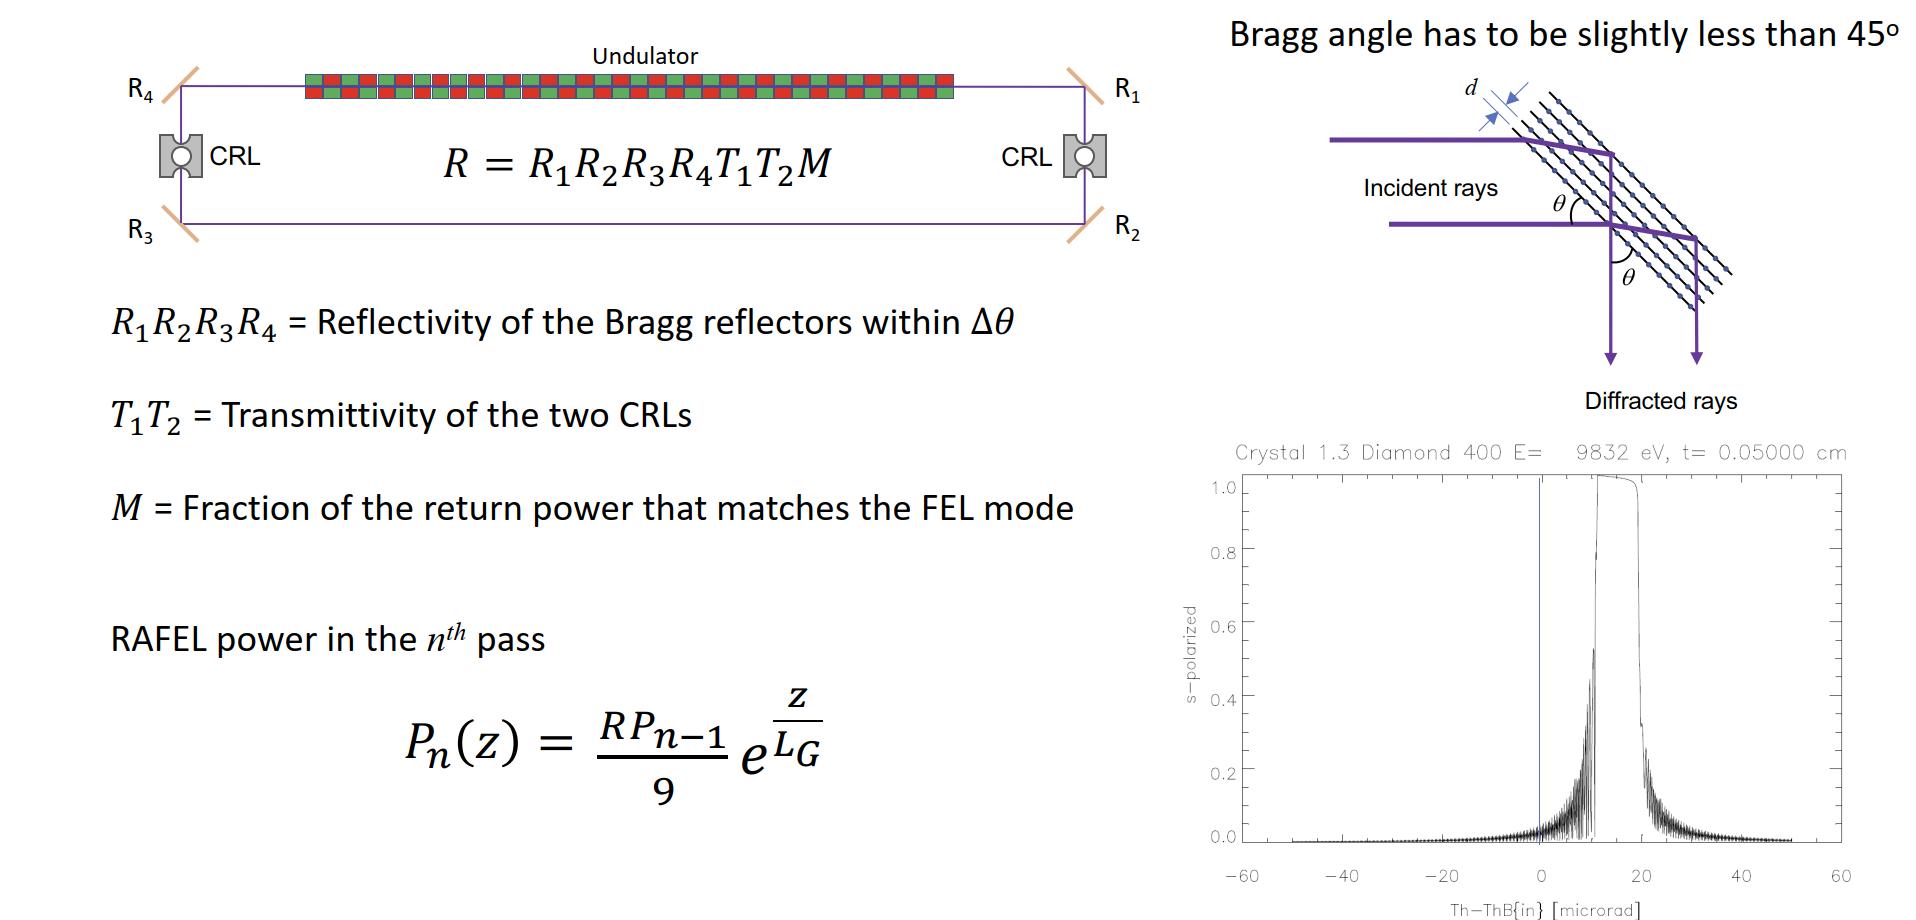 Bragg angle has to be slightly less than 45º
Undulator
R4
R1
CRL
CRL
R = R1R2R3R4T1T2M
R3
R2
d
Incident rays
θ
θ
Diffracted rays
R1R2R3R4 = Reflectivity of the Bragg reflectors within Δθ
T1T2 = Transmittivity of the two CRLs
M = Fraction of the return power that matches the FEL mode
RAFEL power in the nth pass
Pn(z) = RPn−1/9 e^(z/LG)
Crystal 1.3 Diamond 400 E= 9832 eV, t= 0.05000 cm
1.0
0.8
0.6
0.4
0.2
0.0
s-polarized
-60 -40 -20 0 20 40 60
Th-ThB{in} [microrad]